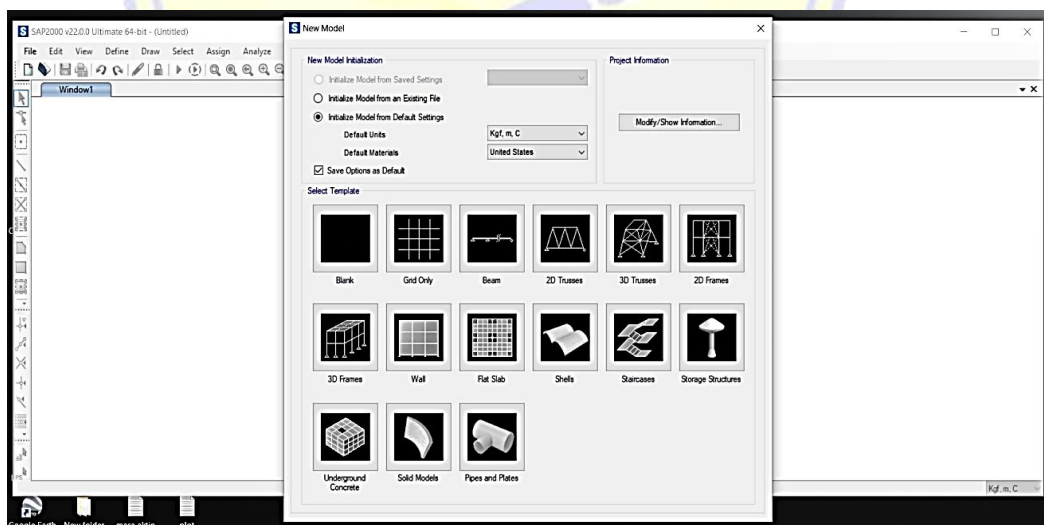 SAP2000 v22.0.0 Ultimate 64-bit - (Untitled)
File Edit View Define Draw Select Assign Analyze
Window1
New Model
New Model Initialization
Initialize Model from Saved Settings
Initialize Model from an Existing File
Initialize Model from Default Settings
Default Units
Kgf, m, C
Default Materials
United States
Save Options as Default
Project Information
Modify/Show Information...
Select Template
Blank
Grid Only
Beam
2D Trusses
3D Trusses
2D Frames
3D Frames
Wall
Flat Slab
Shells
Staircases
Storage Structures
Underground
Concrete
Solid Models
Pipes and Plates
Kgf, m, C
Google Earth New folder plot